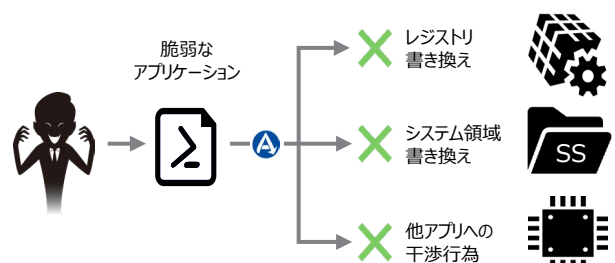 脆弱な
アプリケーション
レジストリ
書き換え
システム領域
書き換え
SS
他アプリへの
干渉行為